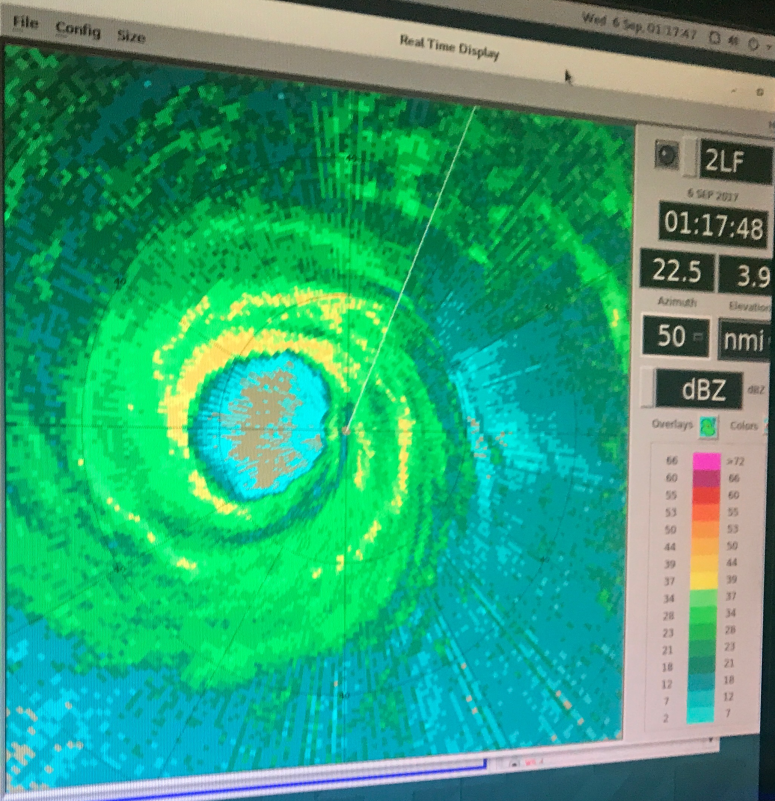 Wed 6 Sep, 01:17:47
File Config Size
Real Time Display
2LF
6 SEP 2017
01:17:48
22.5 3.9
Azimuth Elevation
50 nmi
dBZ dBZ
Overlays Colors
66 >72
60 66
55 60
53 55
50 53
44 50
39 44
37 39
34 37
28 34
23 28
21 23
18 21
12 18
7 12
2 7
40
40